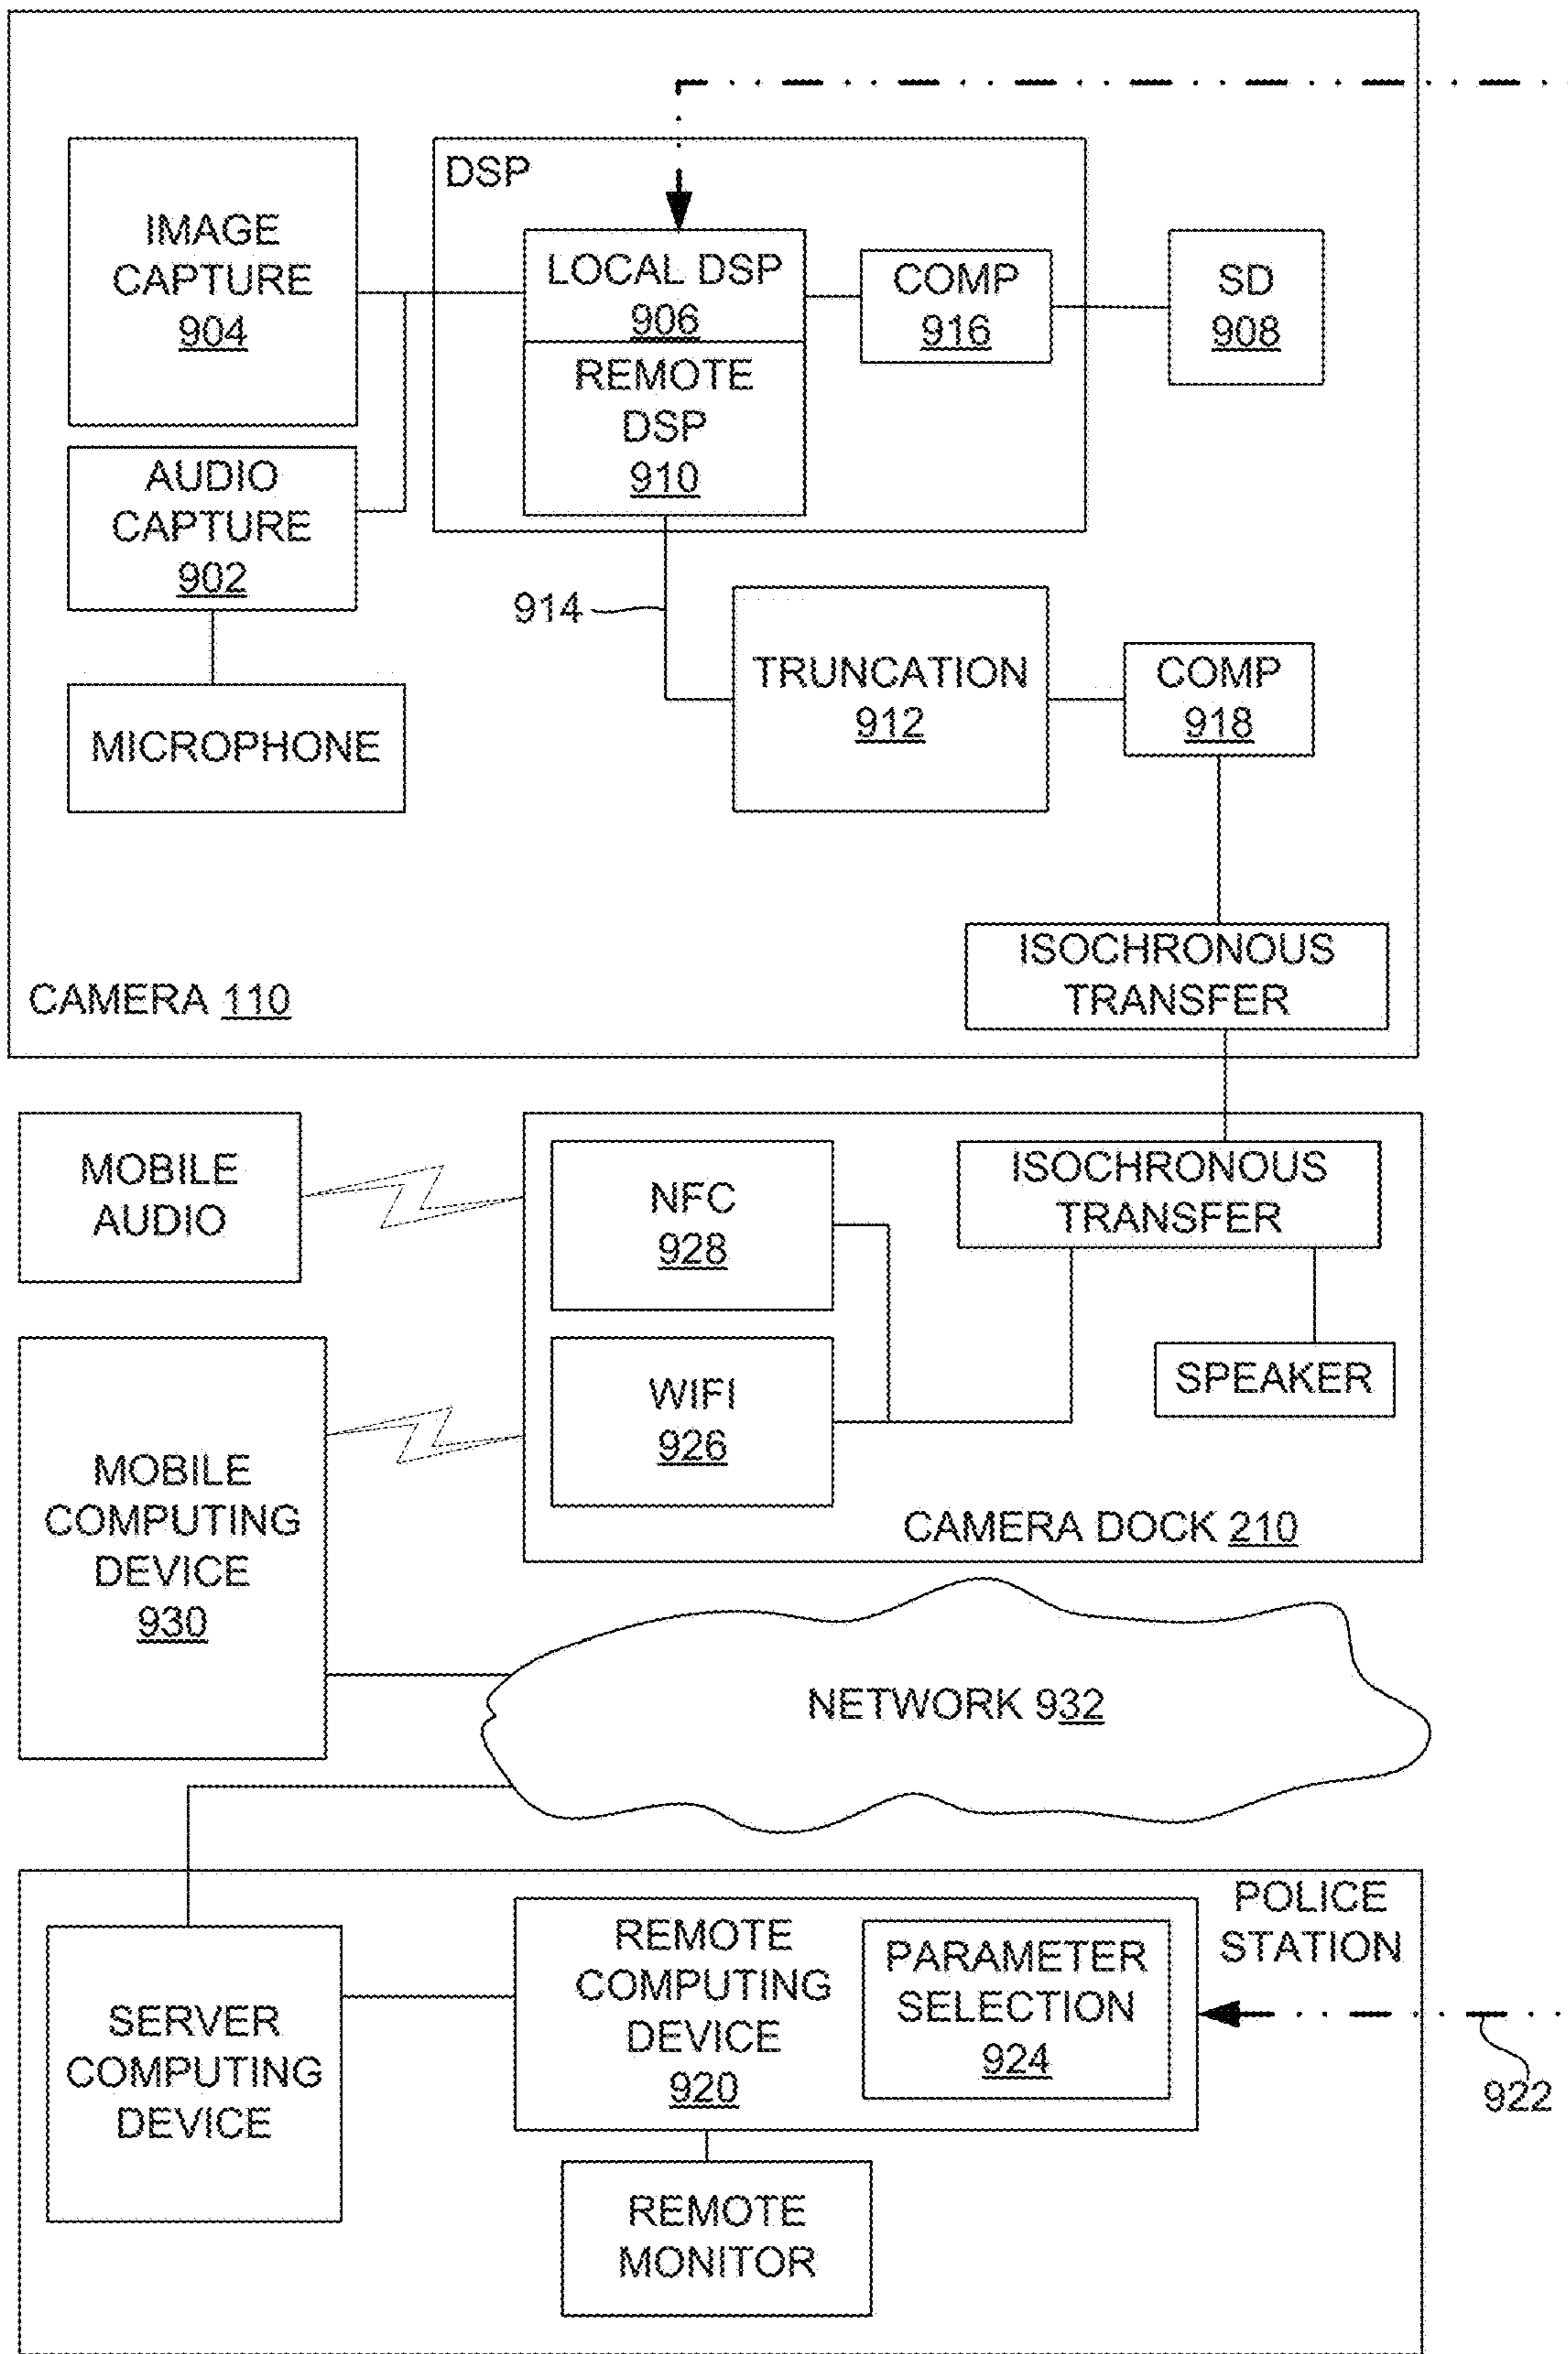 DSP
IMAGE
CAPTURE
904
LOCAL DSP
906
COMP
916
SD
908
REMOTE
DSP
910
AUDIO
CAPTURE
902
914
TRUNCATION
912
COMP
918
MICROPHONE
ISOCHRONOUS
TRANSFER
CAMERA 110
MOBILE
AUDIO
NFC
928
ISOCHRONOUS
TRANSFER
SPEAKER
WIFI
926
MOBILE
COMPUTING
DEVICE
930
CAMERA DOCK 210
NETWORK 932
POLICE
STATION
REMOTE
COMPUTING
DEVICE
920
PARAMETER
SELECTION
924
SERVER
COMPUTING
DEVICE
922
REMOTE
MONITOR